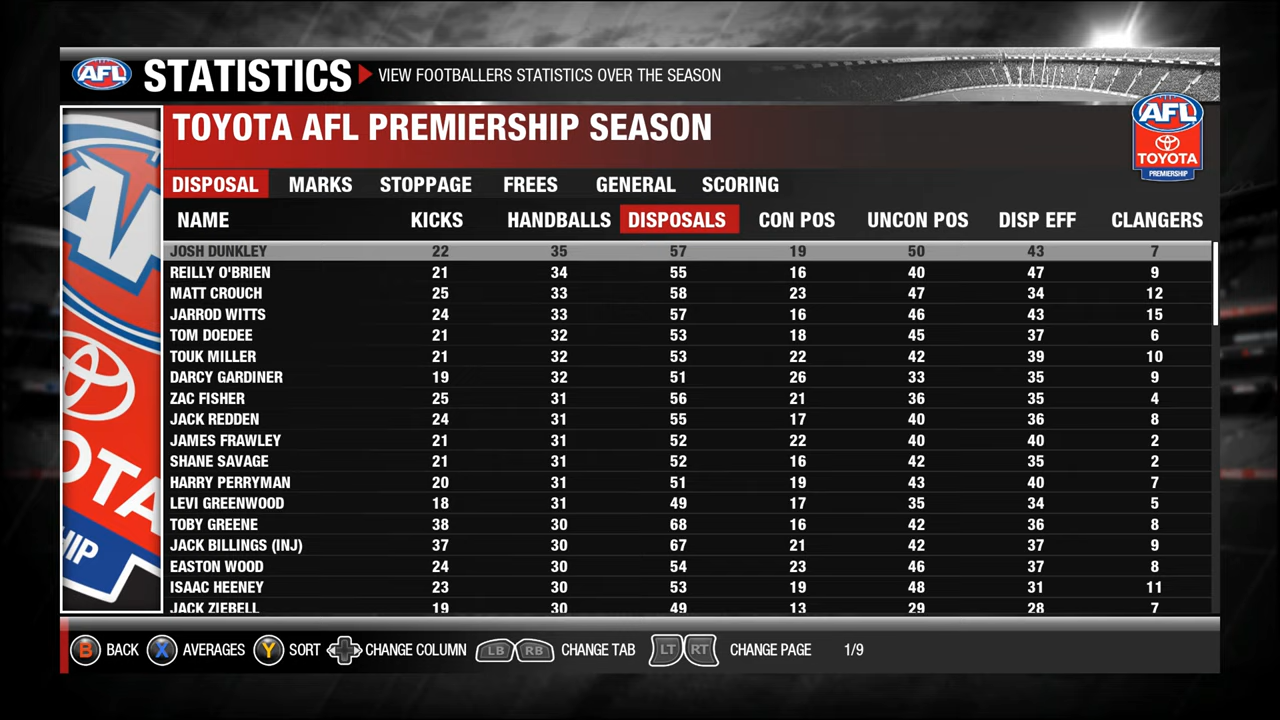 AFL STATISTICS VIEW FOOTBALLERS STATISTICS OVER THE SEASON
TOYOTA AFL PREMIERSHIP SEASON
AFL
TOYOTA
PREMIERSHIP
DISPOSAL MARKS STOPPAGE FREES GENERAL SCORING
NAME KICKS HANDBALLS DISPOSALS CON POS UNCON POS DISP EFF CLANGERS
JOSH DUNKLEY 22 35 57 19 50 43 7
REILLY O'BRIEN 21 34 55 16 40 47 9
MATT CROUCH 25 33 58 23 47 34 12
JARROD WITTS 24 33 57 16 46 43 15
TOM DOEDEE 21 32 53 18 45 37 6
TOUK MILLER 21 32 53 22 42 39 10
DARCY GARDINER 19 32 51 26 33 35 9
ZAC FISHER 25 31 56 21 36 35 4
JACK REDDEN 24 31 55 17 40 36 8
JAMES FRAWLEY 21 31 52 22 40 40 2
SHANE SAVAGE 21 31 52 16 42 35 2
HARRY PERRYMAN 20 31 51 19 43 40 7
LEVI GREENWOOD 18 31 49 17 35 34 5
TOBY GREENE 38 30 68 16 42 36 8
JACK BILLINGS (INJ) 37 30 67 21 42 37 9
EASTON WOOD 24 30 54 23 46 37 8
ISAAC HEENEY 23 30 53 19 48 31 11
JACK ZIEBELL 19 30 49 13 29 28 7
A
OTA
HIP
B BACK X AVERAGES Y SORT CHANGE COLUMN LB RB CHANGE TAB LT RT CHANGE PAGE 1/9